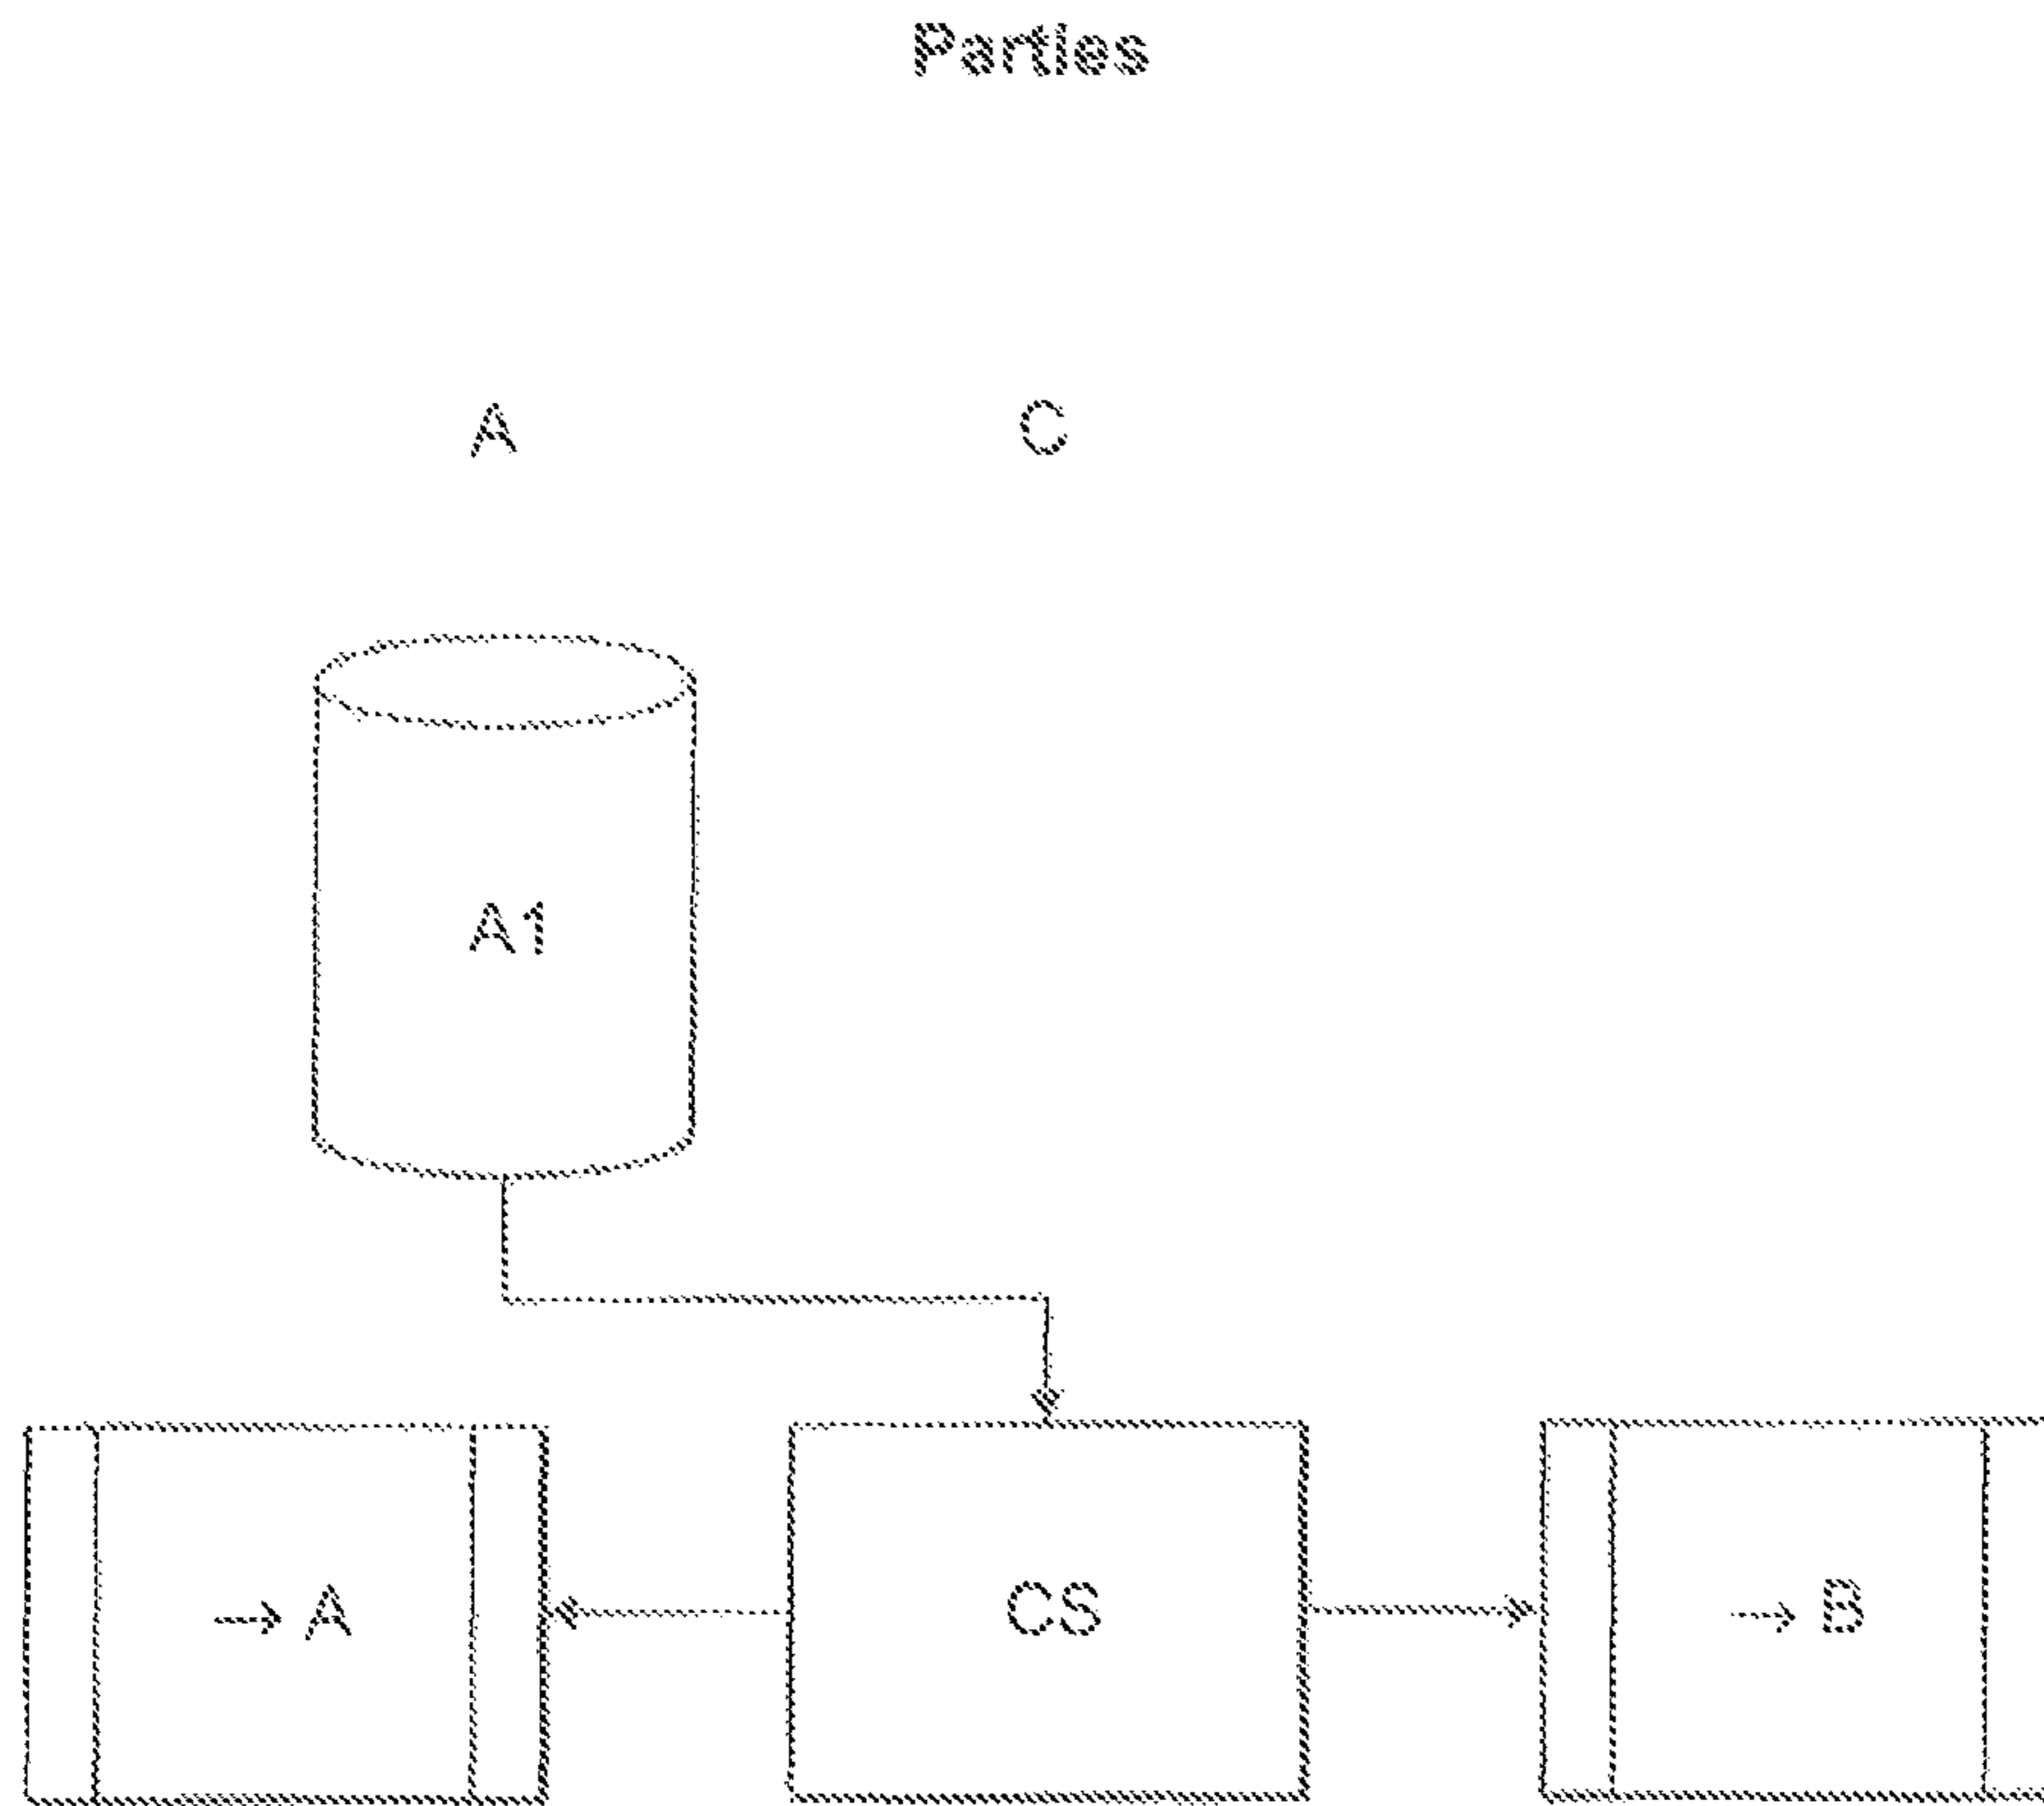 Parties
A C
A1
→ A CS → B